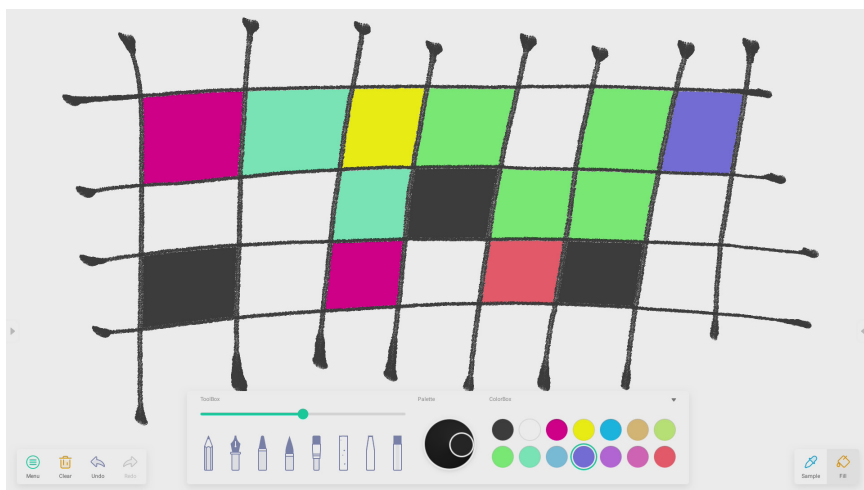 ToolBox
Palette
ColorBox
Menu
Clear
Undo
Redo
Sample
Fill